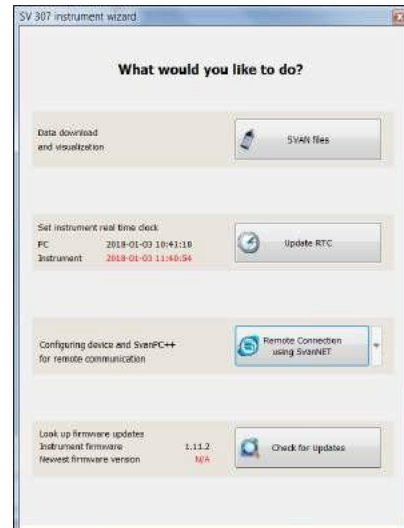 SV 307 instrument wizard
What would you like to do?
Data download
and visualization
SVAN files
Set instrument real time clock
PC 2018-01-03 10:41:10
Instrument 2018-01-03 11:40:54
Update RTC
Configuring device and SvanPC++
for remote communication
Remote Connection
using SvanNET
Look up firmware updates
Instrument firmware 1.11.2
Newest firmware version N/A
Check for Updates